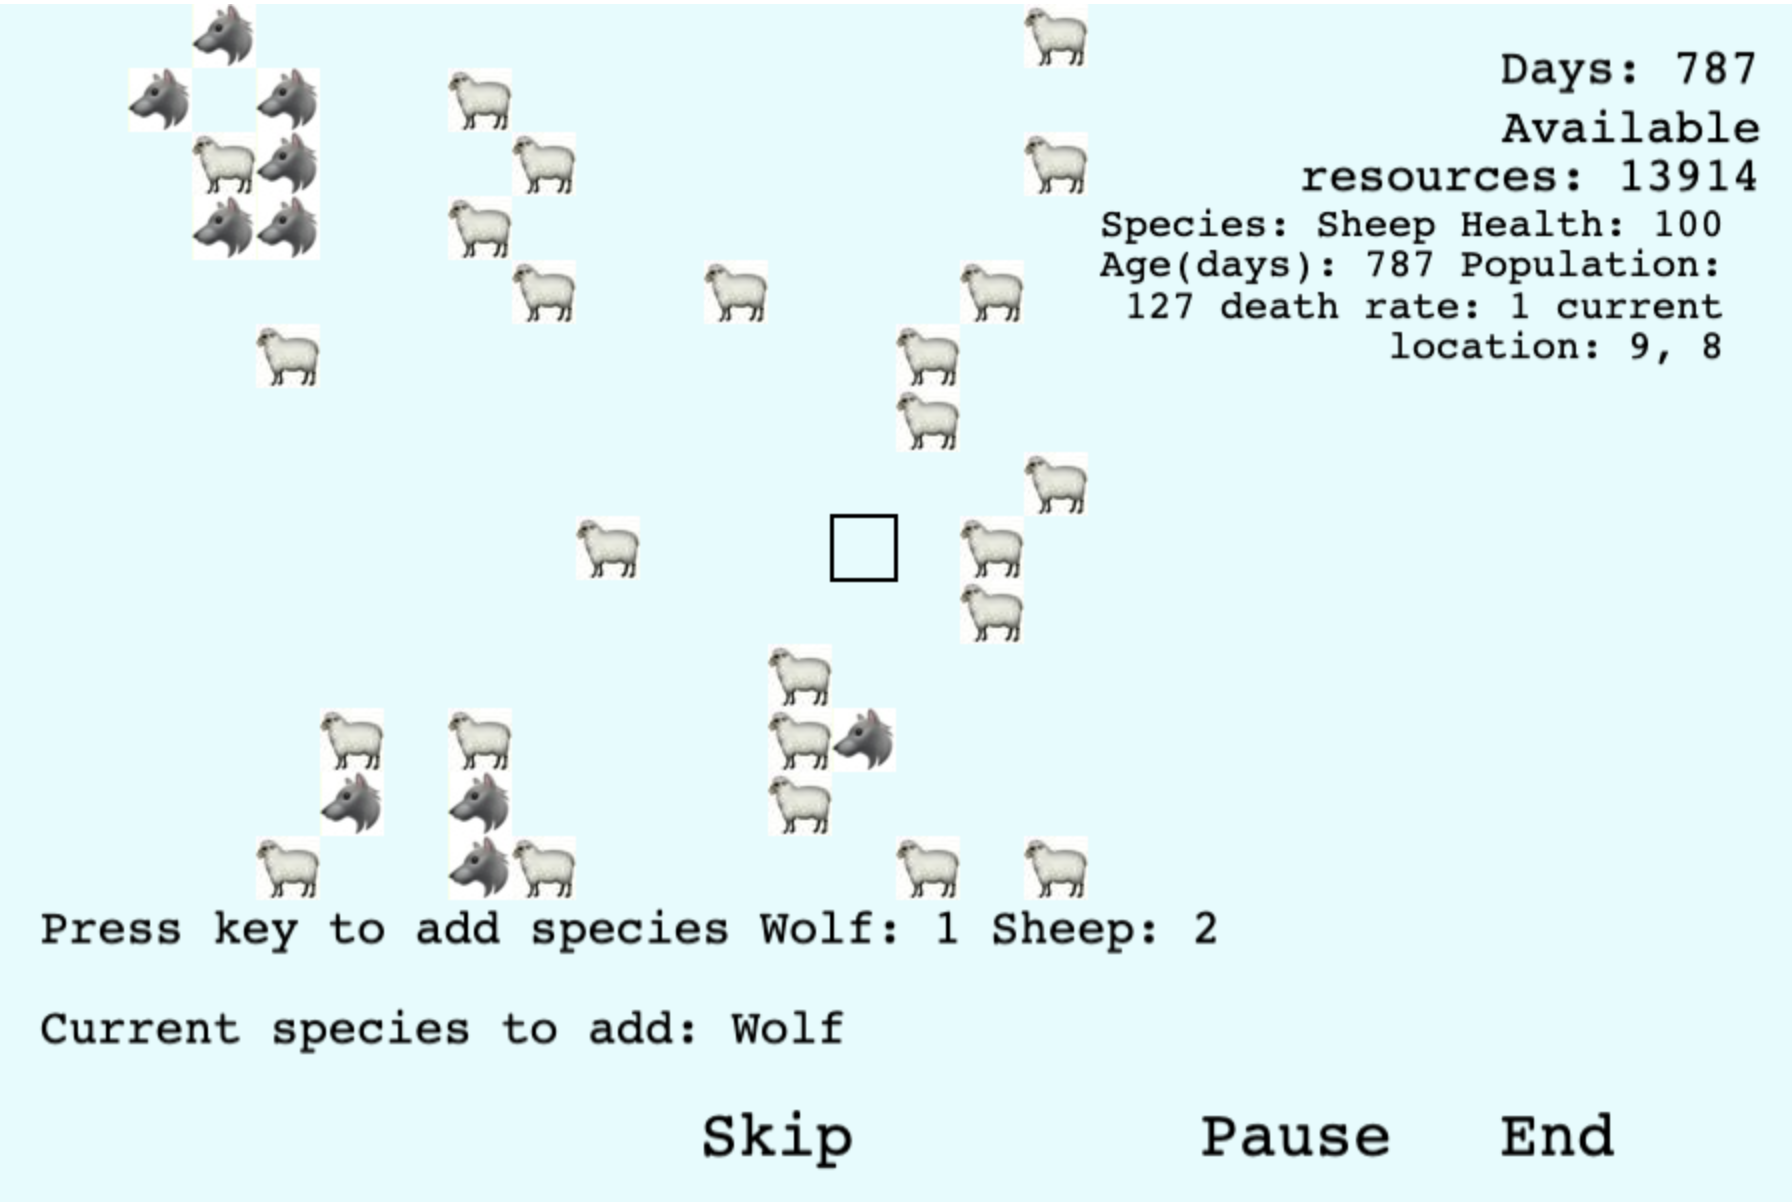 Days: 787
Available
resources: 13914
Species: Sheep Health: 100
Age(days): 787 Population:
127 death rate: 1 current
location: 9, 8
Press key to add species Wolf: 1 Sheep: 2
Current species to add: Wolf
Skip
Pause
End